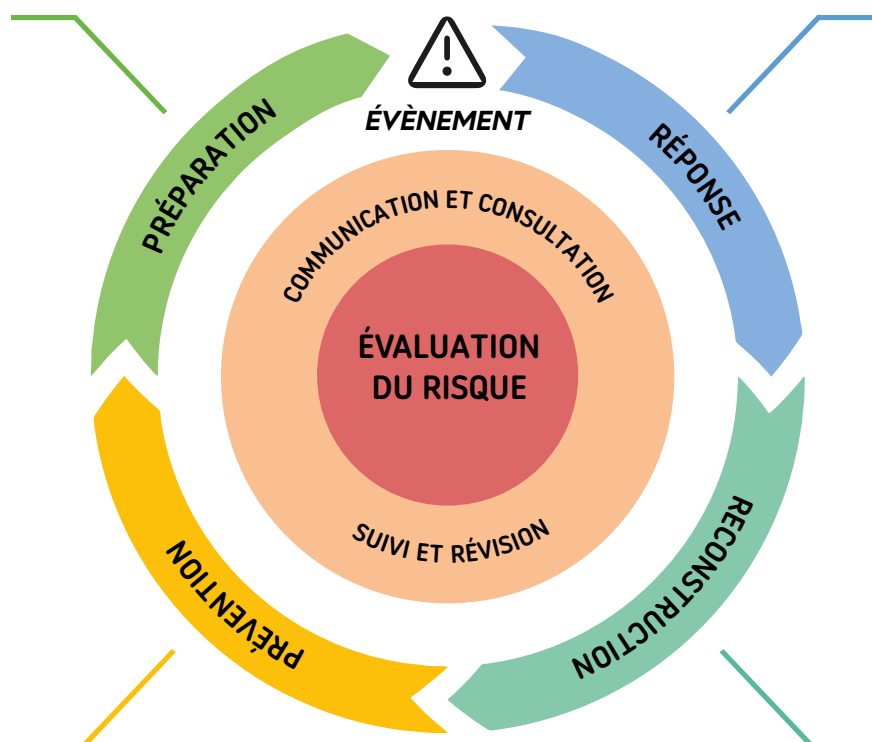 ÉVÈNEMENT
PRÉPARATION
RÉPONSE
COMMUNICATION ET CONSULTATION
ÉVALUATION
DU RISQUE
SUIVI ET RÉVISION
PRÉVENTION
RECONSTRUCTION